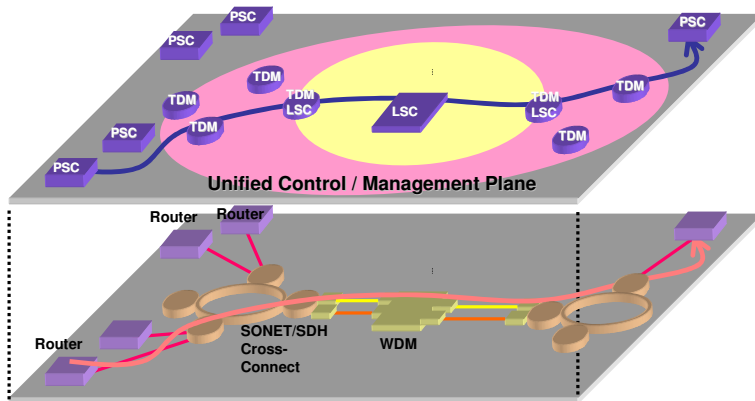 PSC
PSC
PSC
TDM
TDM
TDM
LSC
LSC
TDM
LSC
TDM
PSC
TDM
TDM
PSC
Unified Control / Management Plane
Router
Router
Router
SONET/SDH
Cross-
Connect
WDM